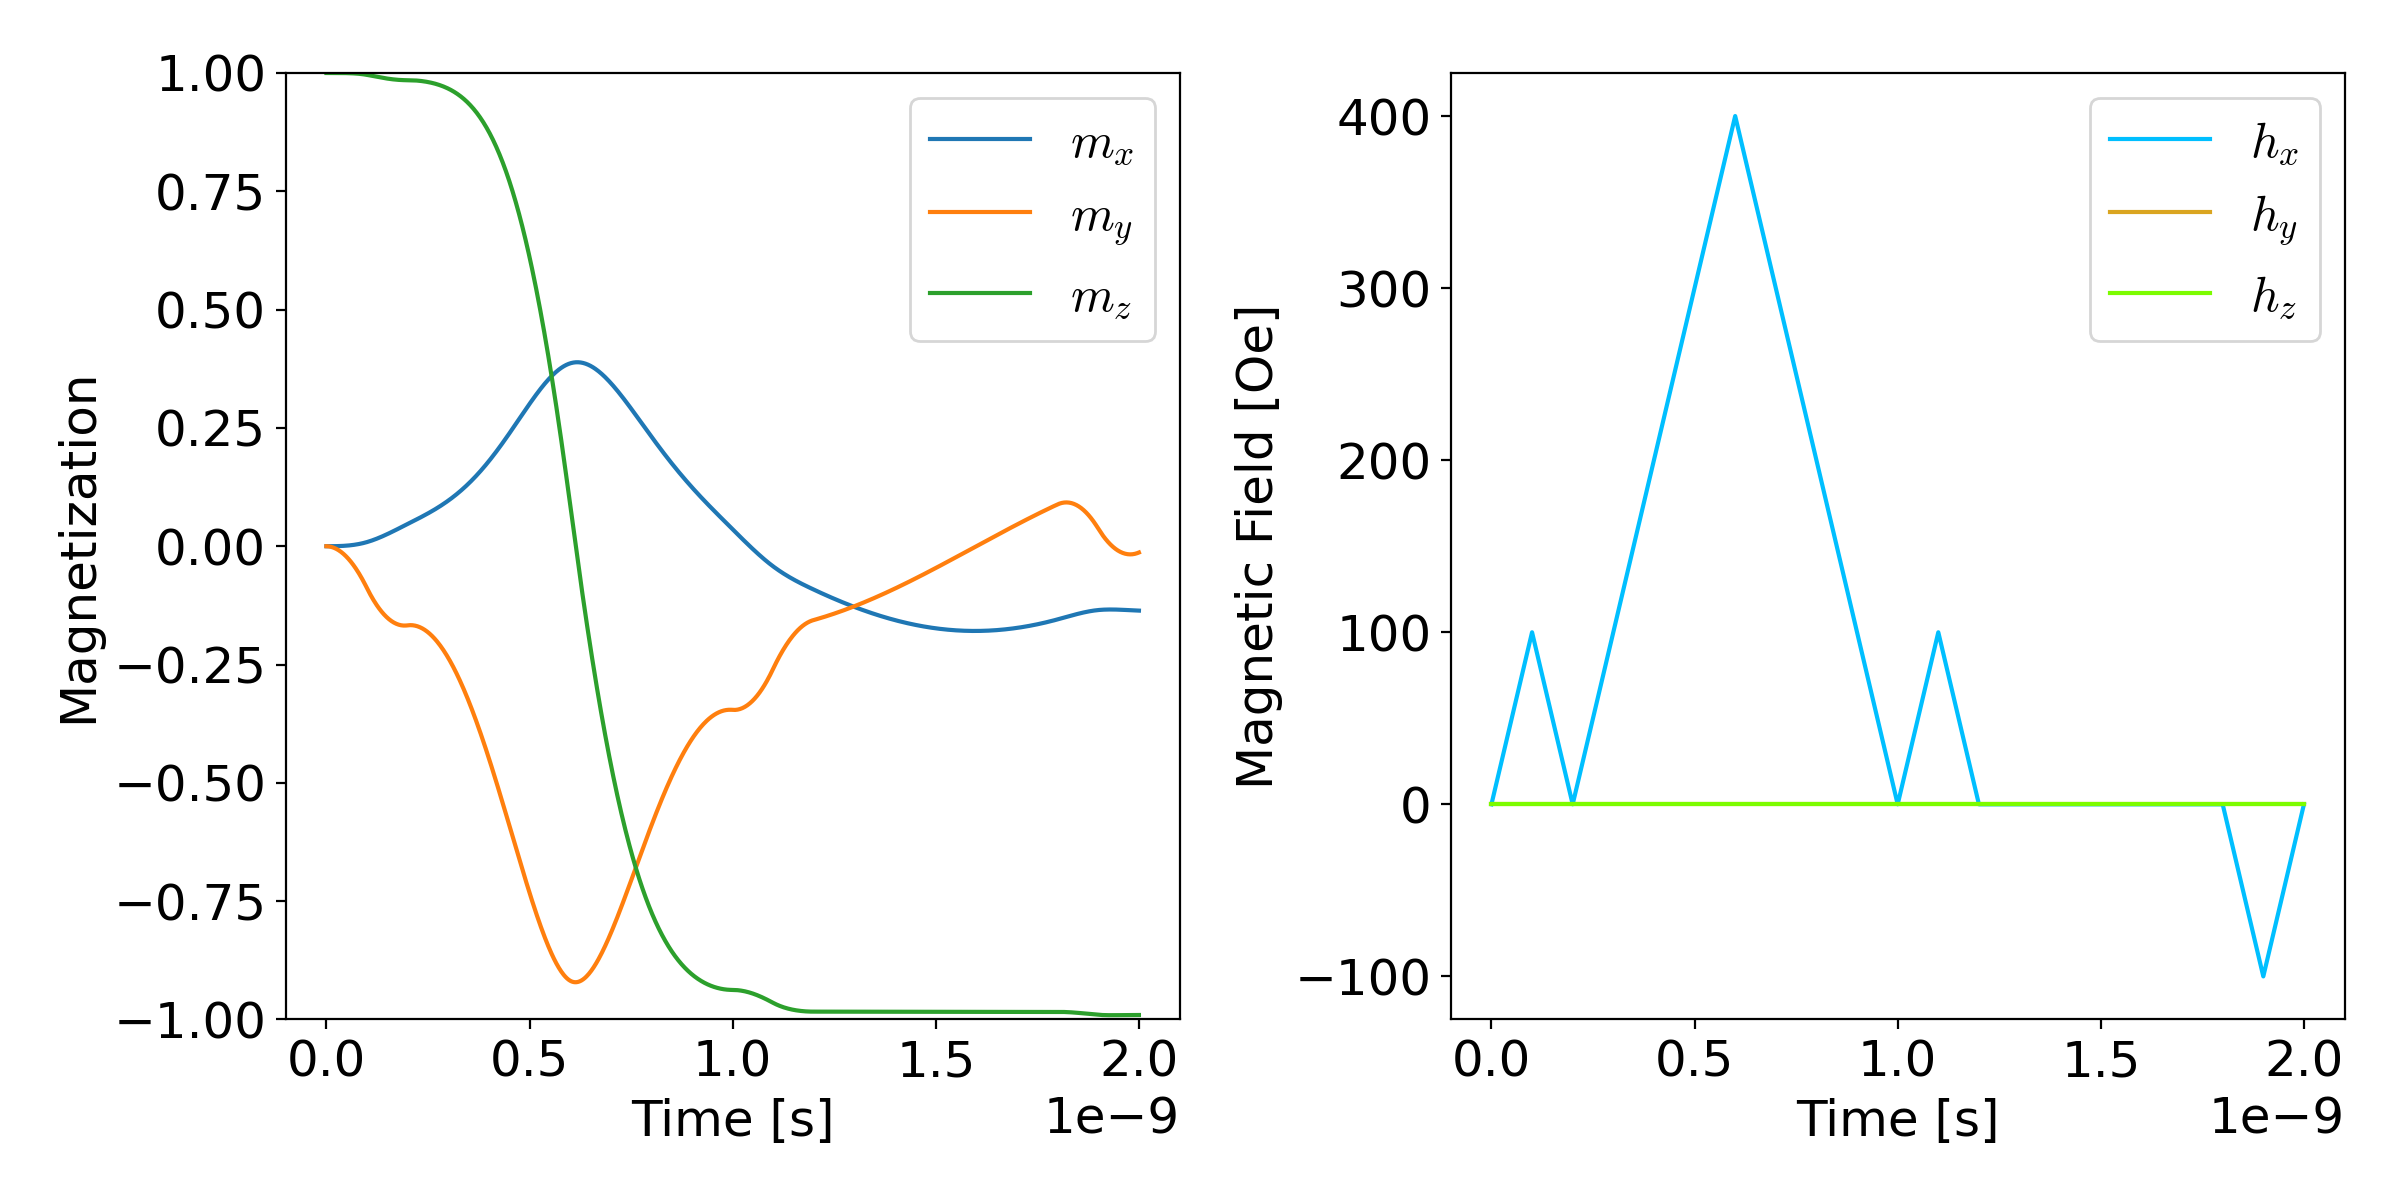 1.00
0.75
0.50
0.25
0.00
−0.25
−0.50
−0.75
−1.00
Magnetization
0.0 0.5 1.0 1.5 2.0
Time [s]
1e−9
m_x
m_y
m_z
400
300
200
100
0
−100
Magnetic Field [Oe]
0.0 0.5 1.0 1.5 2.0
Time [s]
1e−9
h_x
h_y
h_z